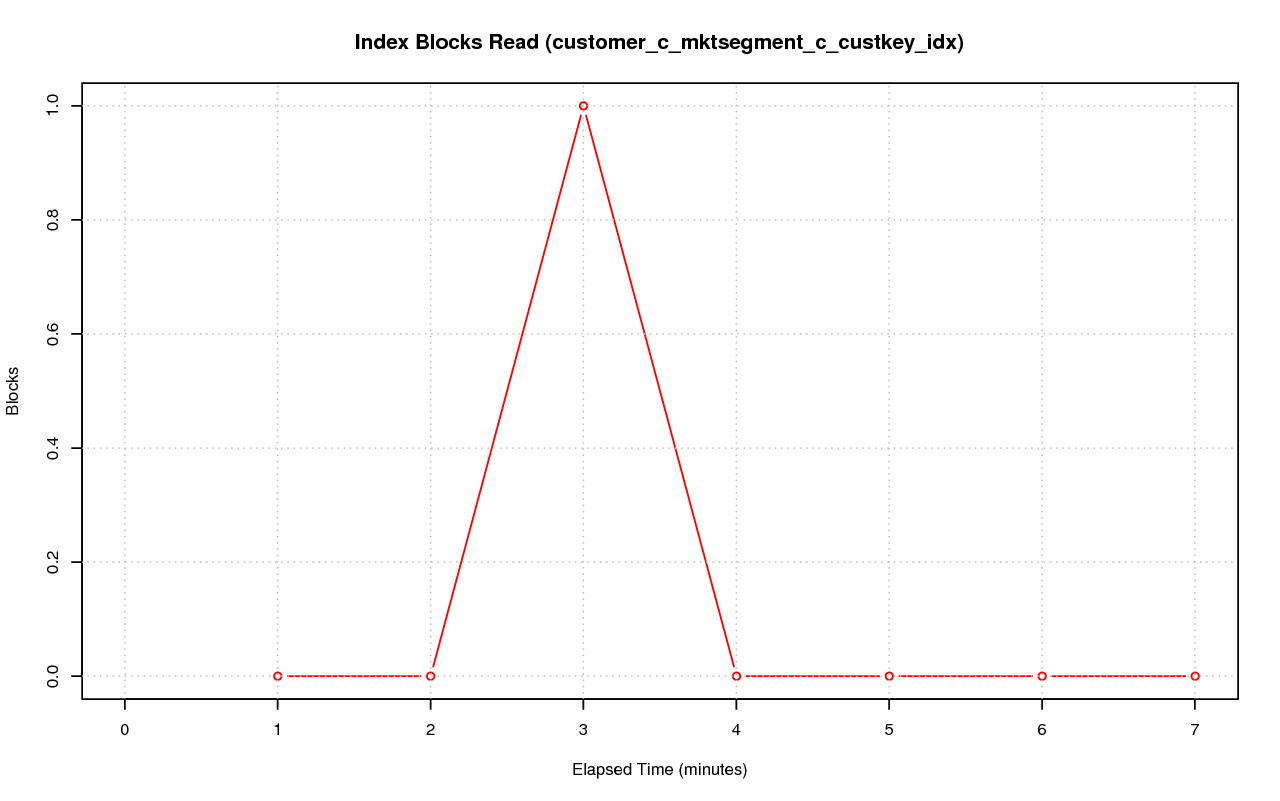 Index Blocks Read (customer_c_mktsegment_c_custkey_idx)
Blocks
1.0
0.8
0.6
0.4
0.2
0.0
0 1 2 3 4 5 6 7
Elapsed Time (minutes)